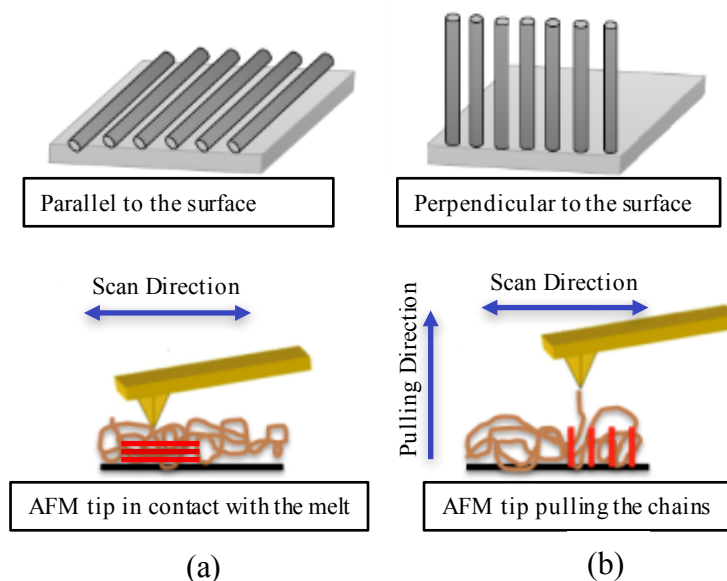 Parallel to the surface
Perpendicular to the surface
Scan Direction
AFM tip in contact with the melt
Scan Direction
Pulling Direction
AFM tip pulling the chains
(a)
(b)